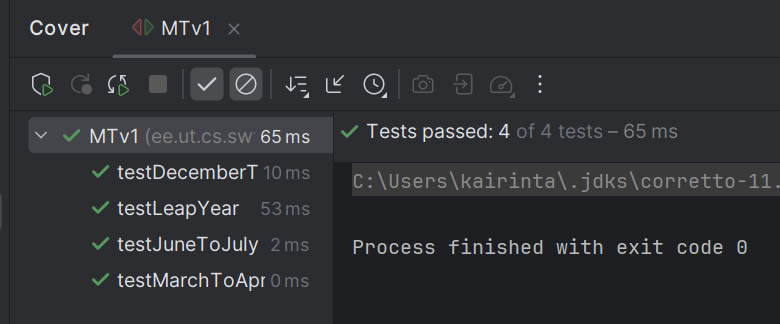 Cover MTv1
MTv1 (ee.ut.cs.sw 65 ms
testDecemberT 10 ms
testLeapYear 53 ms
testJuneToJuly 2 ms
testMarchToApr 0 ms
Tests passed: 4 of 4 tests – 65 ms
C:\Users\kairinta\.jdks\corretto-11.
Process finished with exit code 0